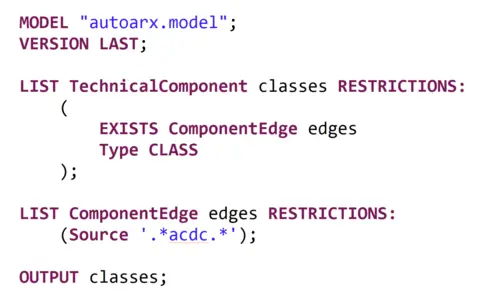 MODEL "autoarx.model";
VERSION LAST;
LIST TechnicalComponent classes RESTRICTIONS:
(
EXISTS ComponentEdge edges
Type CLASS
);
LIST ComponentEdge edges RESTRICTIONS:
(Source '.*acdc.*');
OUTPUT classes;